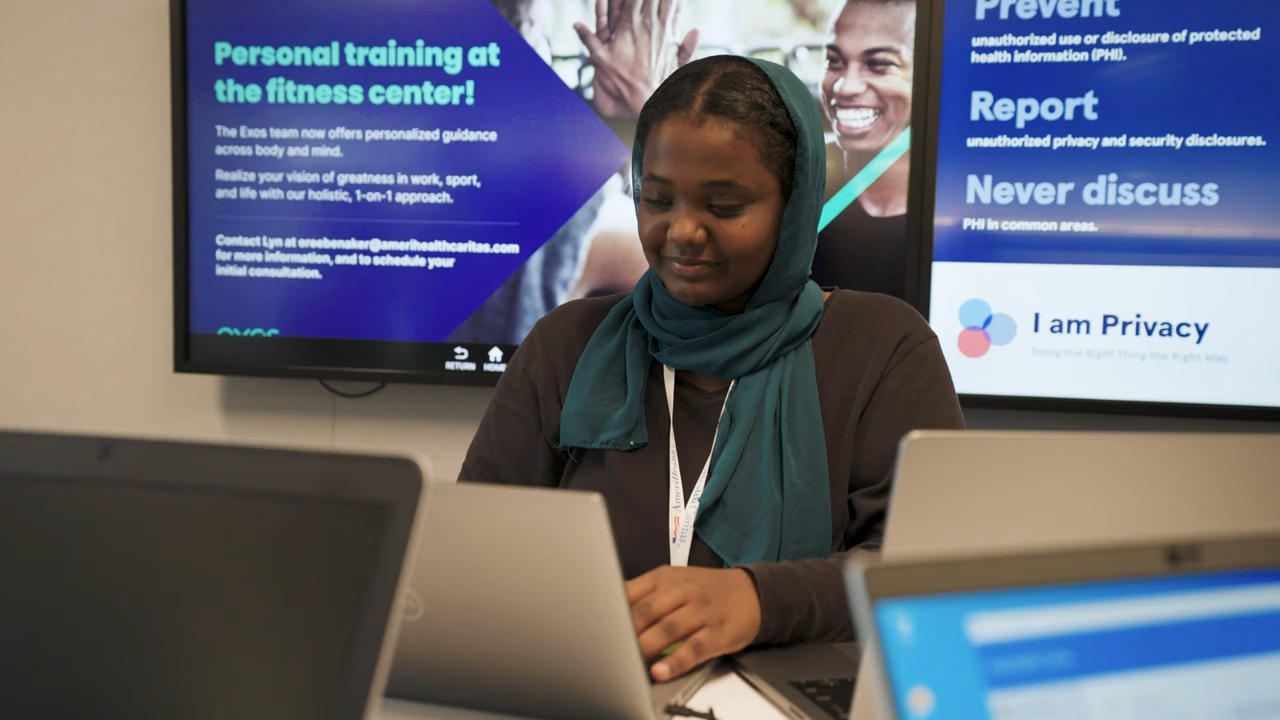 Personal training at
the fitness center!
The Exos team now offers personalized guidance
across body and mind.
Realize your vision of greatness in work, sport,
and life with our holistic, 1-on-1 approach.
Contact Lyn at ereebenaker@amerihealthcaritas.com
for more information, and to schedule your
initial consultation.
exos
RETURN
HOME
Prevent
unauthorized use or disclosure of protected
health information (PHI).
Report
unauthorized privacy and security disclosures.
Never discuss
PHI in common areas.
I am Privacy
Doing the Right Thing the Right Way.
AmeriHealth
Caritas